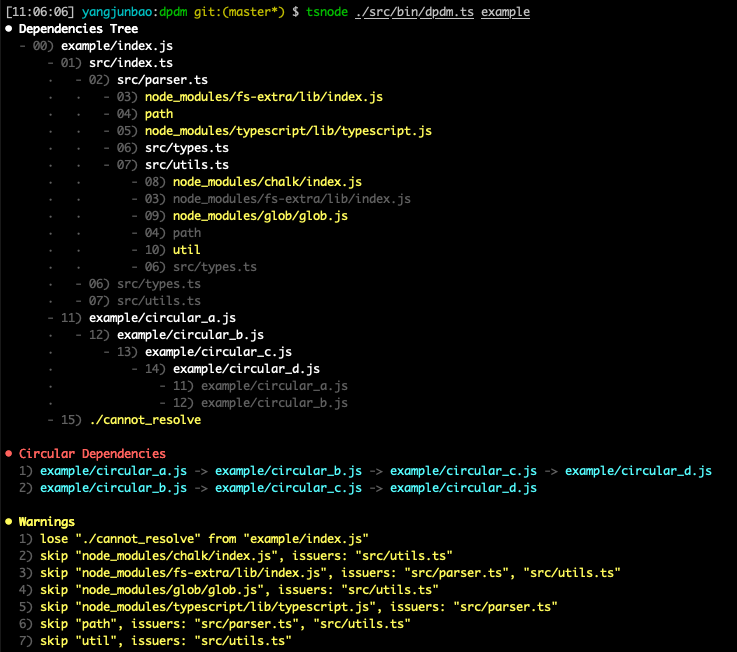 [11:06:06] yangjunbao:dpdm git:(master*) $ tsnode ./src/bin/dpdm.ts example
● Dependencies Tree
- 00) example/index.js
- 01) src/index.ts
· - 02) src/parser.ts
· · - 03) node_modules/fs-extra/lib/index.js
· · - 04) path
· · - 05) node_modules/typescript/lib/typescript.js
· · - 06) src/types.ts
· · - 07) src/utils.ts
· · - 08) node_modules/chalk/index.js
· · - 03) node_modules/fs-extra/lib/index.js
· · - 09) node_modules/glob/glob.js
· · - 04) path
· · - 10) util
· · - 06) src/types.ts
· - 06) src/types.ts
· - 07) src/utils.ts
- 11) example/circular_a.js
· - 12) example/circular_b.js
· - 13) example/circular_c.js
· - 14) example/circular_d.js
· - 11) example/circular_a.js
· - 12) example/circular_b.js
- 15) ./cannot_resolve
● Circular Dependencies
1) example/circular_a.js -> example/circular_b.js -> example/circular_c.js -> example/circular_d.js
2) example/circular_b.js -> example/circular_c.js -> example/circular_d.js
● Warnings
1) lose "./cannot_resolve" from "example/index.js"
2) skip "node_modules/chalk/index.js", issuers: "src/utils.ts"
3) skip "node_modules/fs-extra/lib/index.js", issuers: "src/parser.ts", "src/utils.ts"
4) skip "node_modules/glob/glob.js", issuers: "src/utils.ts"
5) skip "node_modules/typescript/lib/typescript.js", issuers: "src/parser.ts"
6) skip "path", issuers: "src/parser.ts", "src/utils.ts"
7) skip "util", issuers: "src/utils.ts"